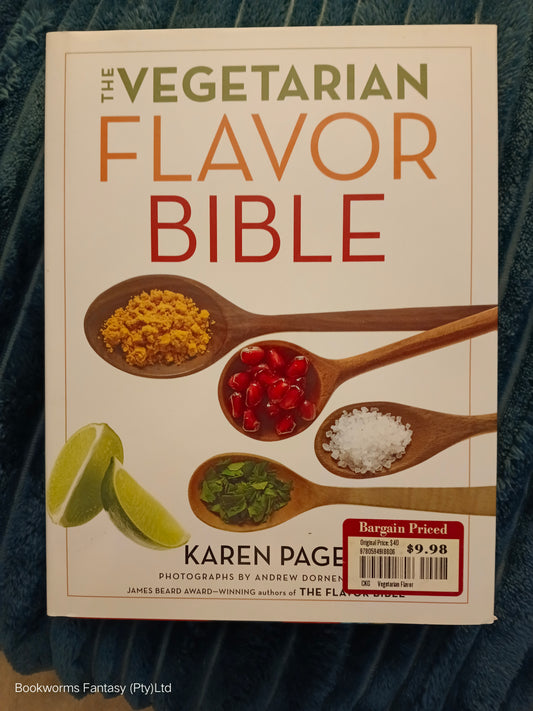 THE VEGETARIAN
FLAVOR
BIBLE
KAREN PAGE
PHOTOGRAPHS BY ANDREW DORNEN
JAMES BEARD AWARD—WINNING authors of THE FLAVOR BIBLE
Bargain Priced
Original Price: $40
$9.98
CKG Vegetarian Flavor
Bookworms Fantasy (Pty)Ltd